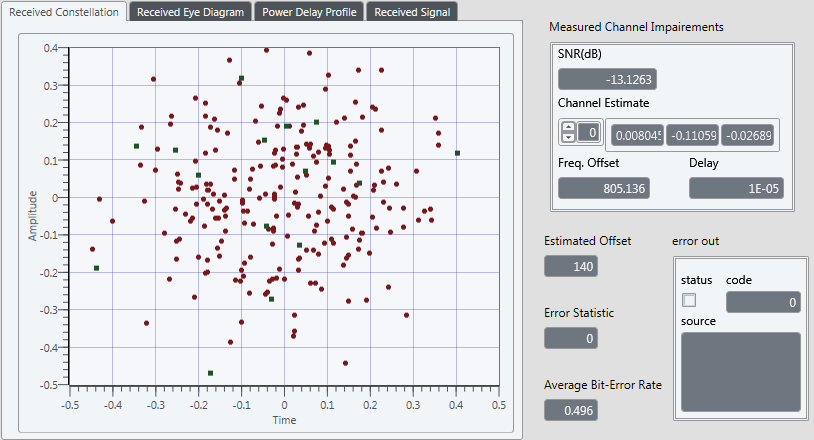 Received Constellation Received Eye Diagram Power Delay Profile Received Signal
Measured Channel Impairements
SNR(dB)
-13.1263
Channel Estimate
0 0.008045 -0.11059 -0.02689
Freq. Offset Delay
805.136 1E-05
Estimated Offset error out
140
status code
0
source
Error Statistic
0
Average Bit-Error Rate
0.496
Amplitude
0.4
0.3
0.2
0.1
0
-0.1
-0.2
-0.3
-0.4
-0.5
-0.5 -0.4 -0.3 -0.2 -0.1 0 0.1 0.2 0.3 0.4 0.5
Time